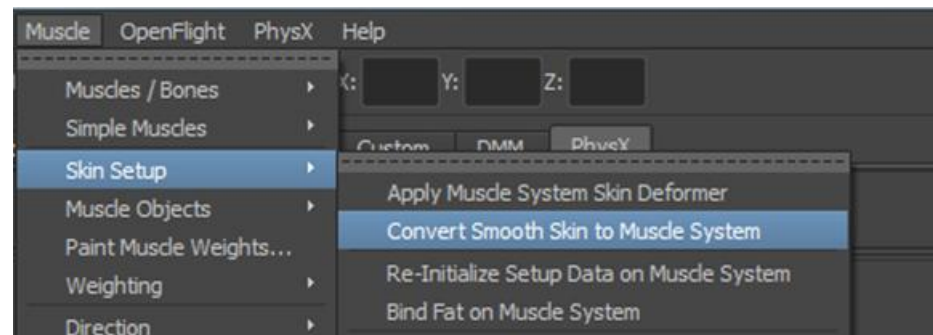 Muscle OpenFlight PhysX Help
X: Y: Z:
Custom DMM PhysX
Muscles / Bones
Simple Muscles
Skin Setup
Muscle Objects
Paint Muscle Weights...
Weighting
Direction
Apply Muscle System Skin Deformer
Convert Smooth Skin to Muscle System
Re-Initialize Setup Data on Muscle System
Bind Fat on Muscle System